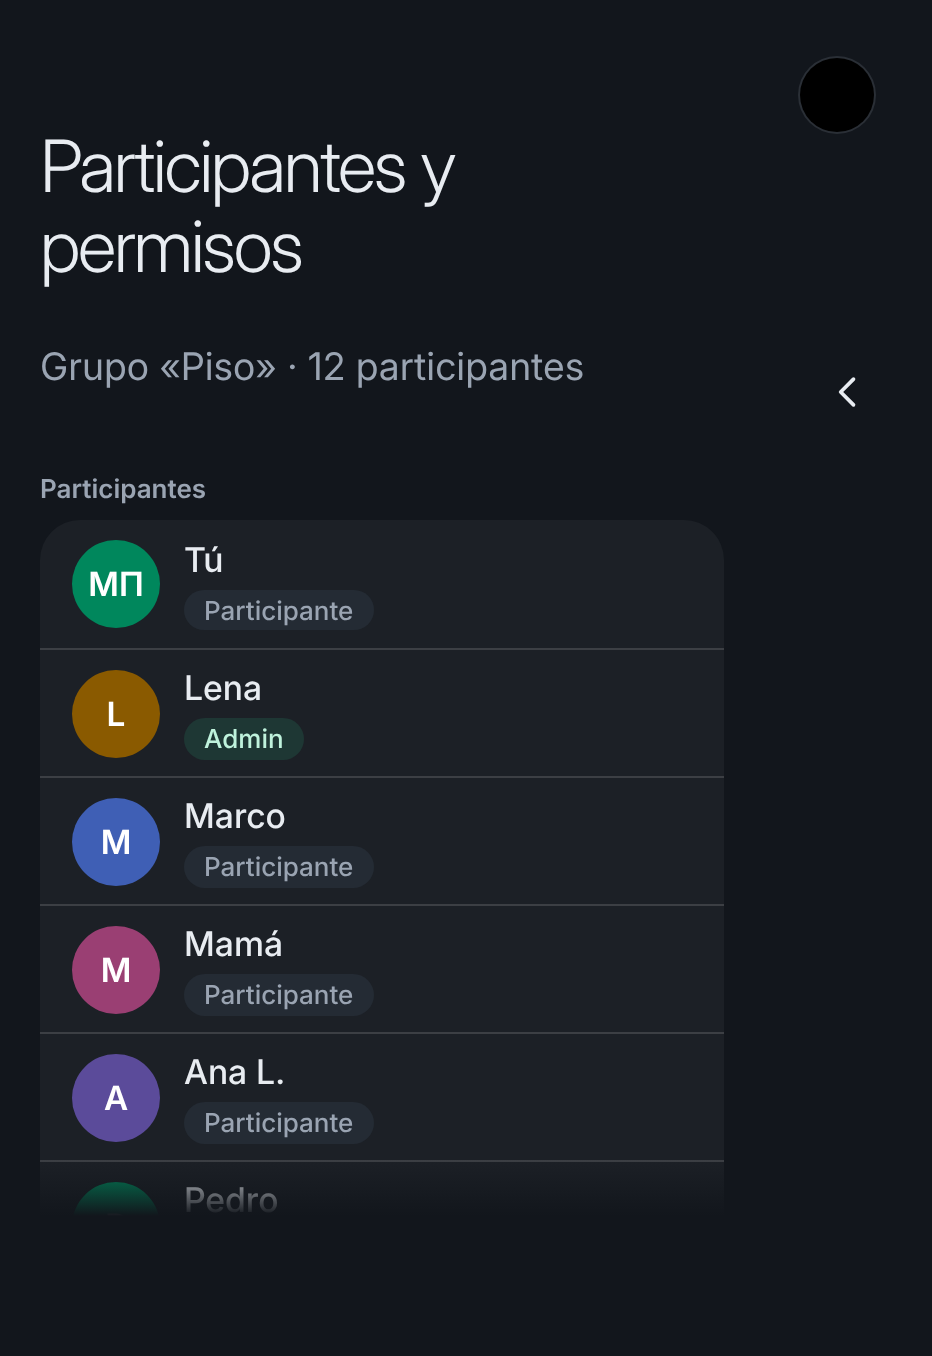 Participantes y
permisos
Grupo «Piso» · 12 participantes
Participantes
МП
Tú
Participante
L
Lena
Admin
M
Marco
Participante
M
Mamá
Participante
A
Ana L.
Participante
Pedro